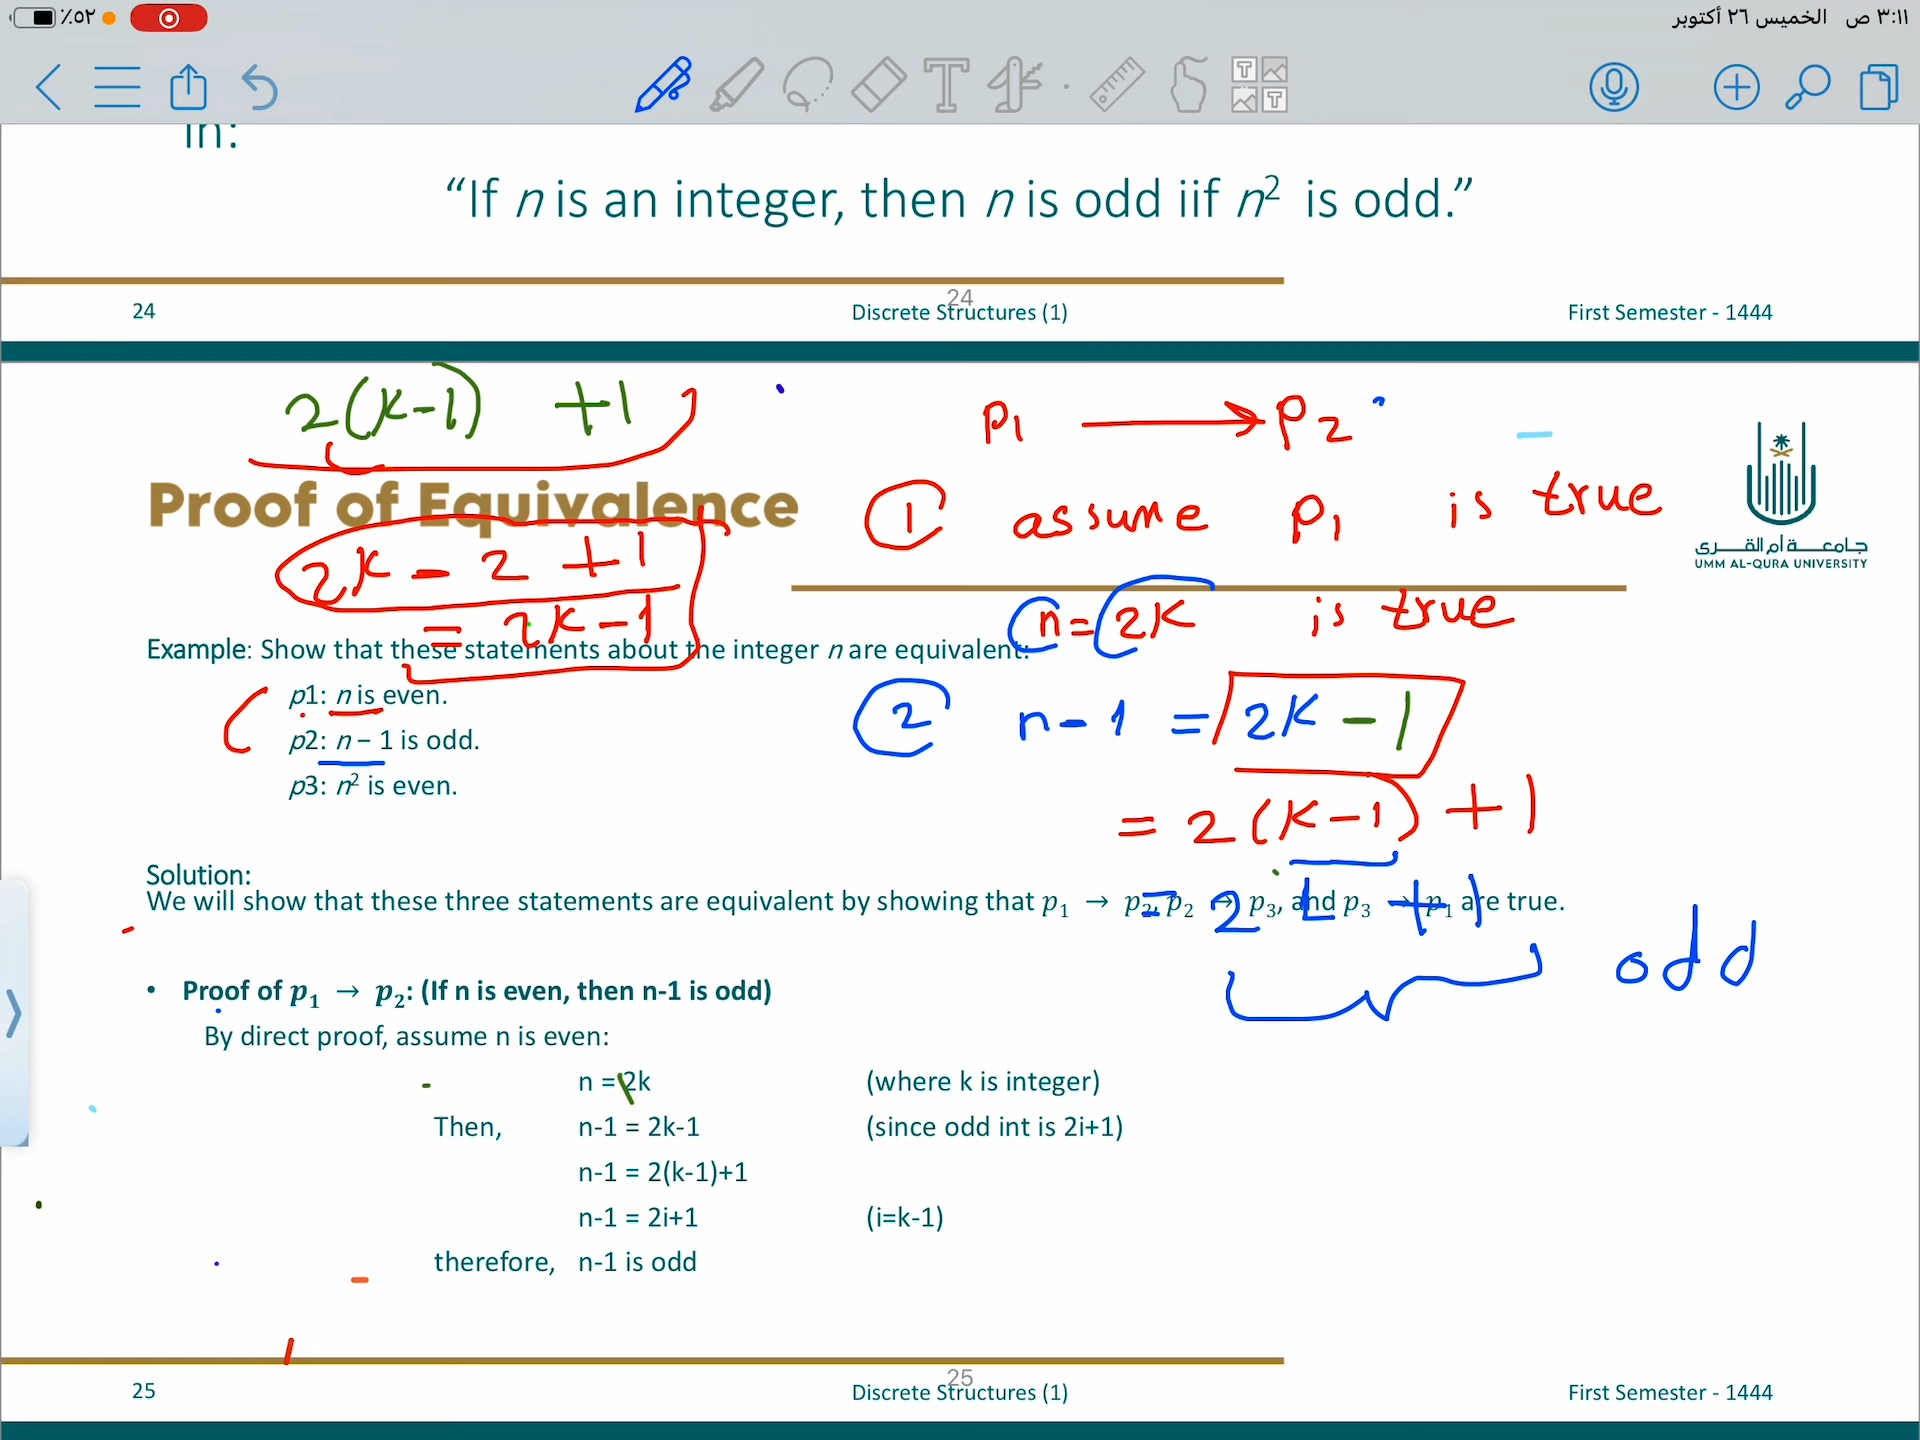 ٪٥٢
٣:١١ ص الخميس ٢٦ أكتوبر
in:
“If n is an integer, then n is odd iif n² is odd.”
24
24
Discrete Structures (1)
First Semester - 1444
2(k-1) +1
p1 → p2
Proof of Equivalence
1 assume p1 is true
جامعة أم القرى
UMM AL-QURA UNIVERSITY
2k - 2 + 1
= 2k-1
n = 2k is true
Example: Show that these statements about the integer n are equivalent:
p1: n is even.
p2: n – 1 is odd.
p3: n² is even.
2 n - 1 = 2k - 1
= 2(k-1) + 1
= 2 L + 1
odd
Solution:
We will show that these three statements are equivalent by showing that p₁ → p₂, p₂ → p₃, and p₃ → p₁ are true.
• Proof of p₁ → p₂: (If n is even, then n-1 is odd)
By direct proof, assume n is even:
n = 2k (where k is integer)
Then, n-1 = 2k-1 (since odd int is 2i+1)
n-1 = 2(k-1)+1
n-1 = 2i+1 (i=k-1)
therefore, n-1 is odd
25
25
Discrete Structures (1)
First Semester - 1444